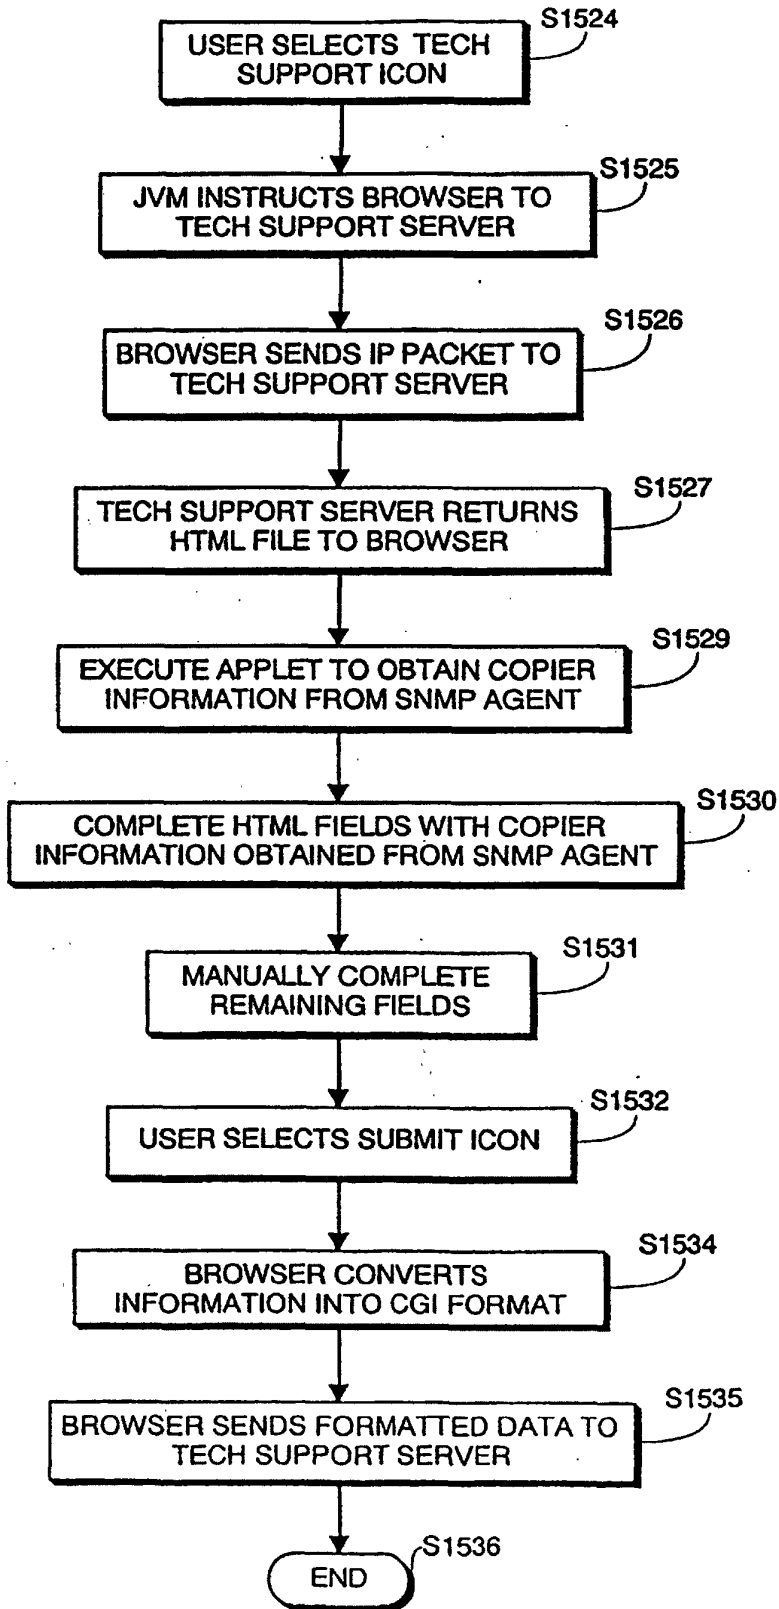 S1524
USER SELECTS TECH
SUPPORT ICON
S1525
JVM INSTRUCTS BROWSER TO
TECH SUPPORT SERVER
S1526
BROWSER SENDS IP PACKET TO
TECH SUPPORT SERVER
S1527
TECH SUPPORT SERVER RETURNS
HTML FILE TO BROWSER
S1529
EXECUTE APPLET TO OBTAIN COPIER
INFORMATION FROM SNMP AGENT
S1530
COMPLETE HTML FIELDS WITH COPIER
INFORMATION OBTAINED FROM SNMP AGENT
S1531
MANUALLY COMPLETE
REMAINING FIELDS
S1532
USER SELECTS SUBMIT ICON
S1534
BROWSER CONVERTS
INFORMATION INTO CGI FORMAT
S1535
BROWSER SENDS FORMATTED DATA TO
TECH SUPPORT SERVER
S1536
END